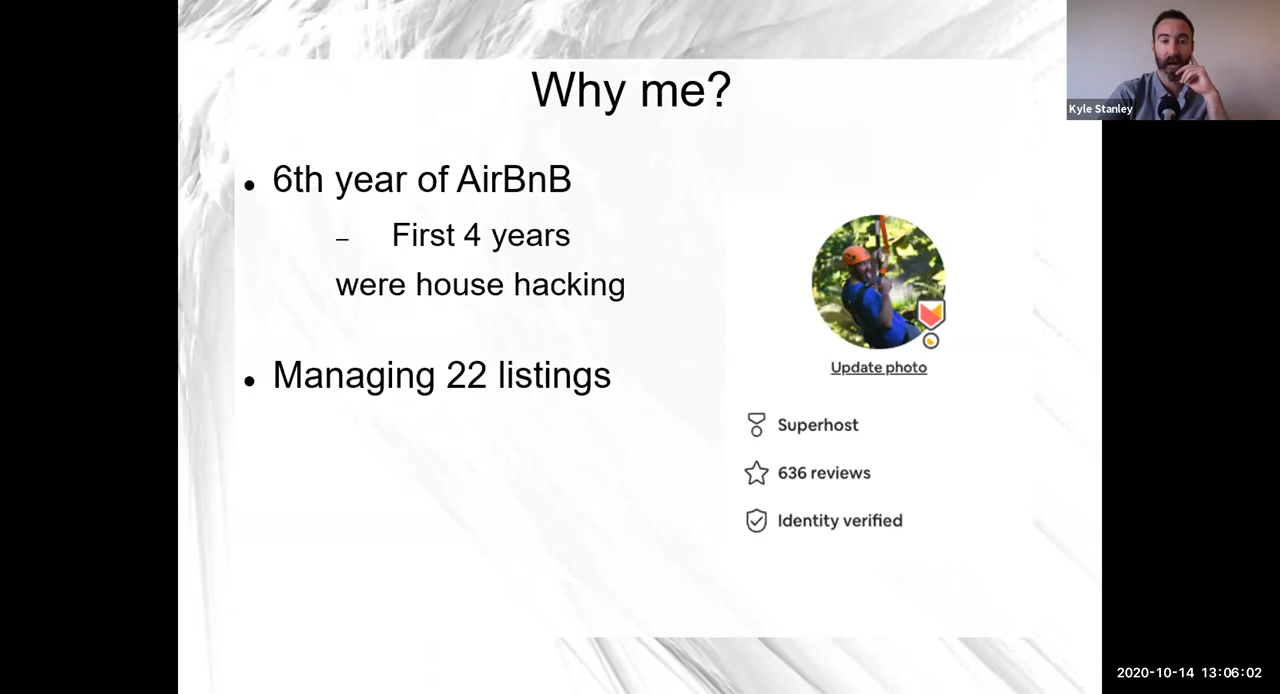 Why me?
• 6th year of AirBnB
– First 4 years
were house hacking
• Managing 22 listings
Update photo
Superhost
636 reviews
Identity verified
Kyle Stanley
2020-10-14 13:06:02